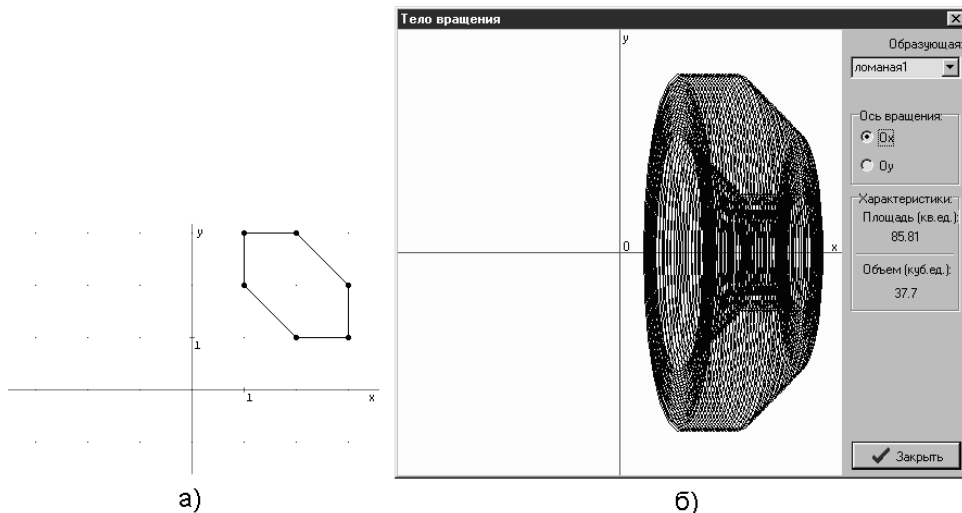 y
1
1
x
а)
Тело вращения
y
0
x
Образующая:
ломаная1
Ось вращения:
Ox
Oy
Характеристики:
Площадь (кв.ед.):
85.81
Объем (куб.ед.):
37.7
Закрыть
б)